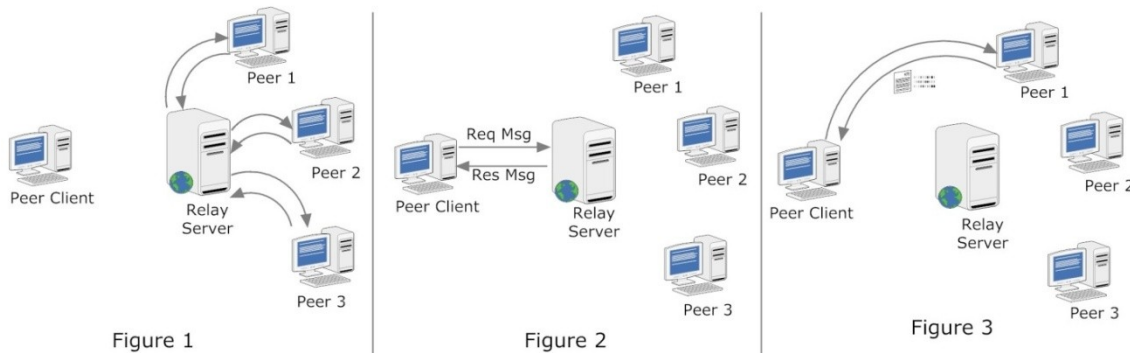 Peer 1
Peer 2
Peer Client
Relay
Server
Peer 3
Figure 1
Peer 1
Req Msg
Res Msg
Peer 2
Peer Client
Relay
Server
Peer 3
Figure 2
Peer 1
Peer 2
Peer Client
Relay
Server
Peer 3
Figure 3